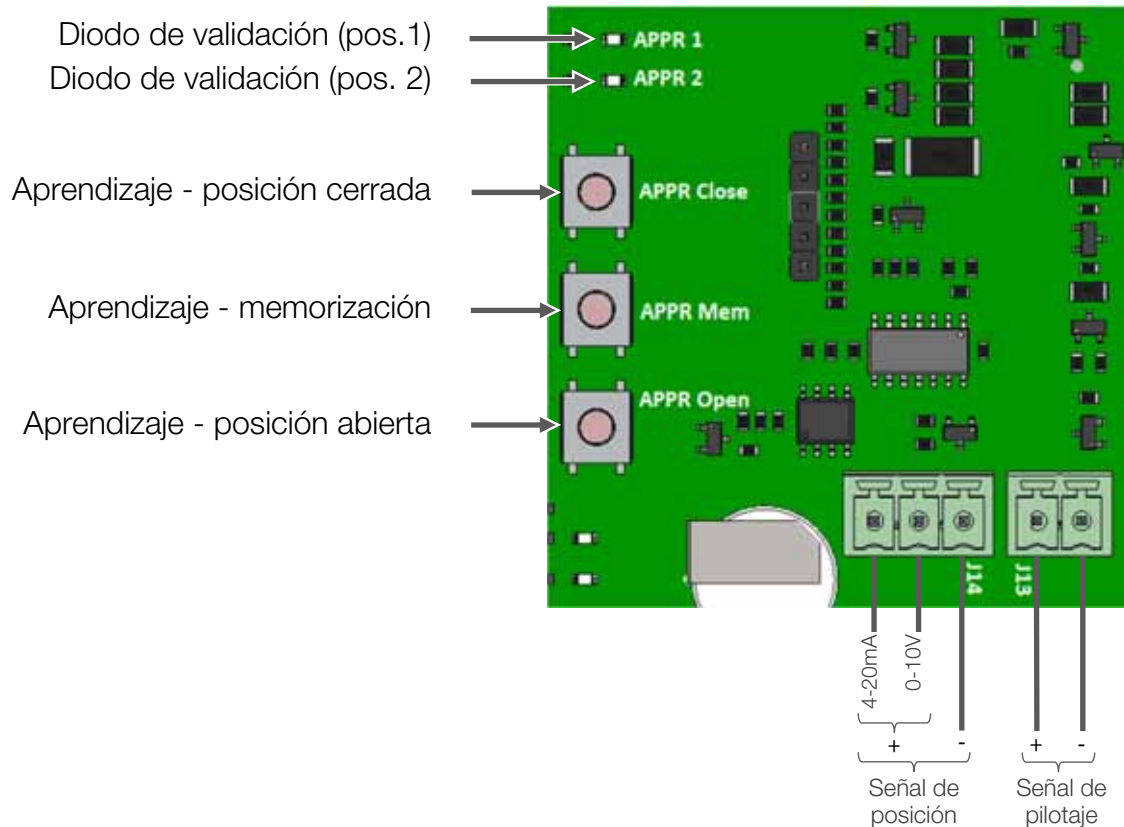 Diodo de validación (pos.1)
APPR 1
Diodo de validación (pos. 2)
APPR 2
Aprendizaje - posición cerrada
APPR Close
Aprendizaje - memorización
APPR Mem
Aprendizaje - posición abierta
APPR Open
J14
J13
4-20mA
0-10V
+
-
+
-
Señal de
posición
Señal de
pilotaje